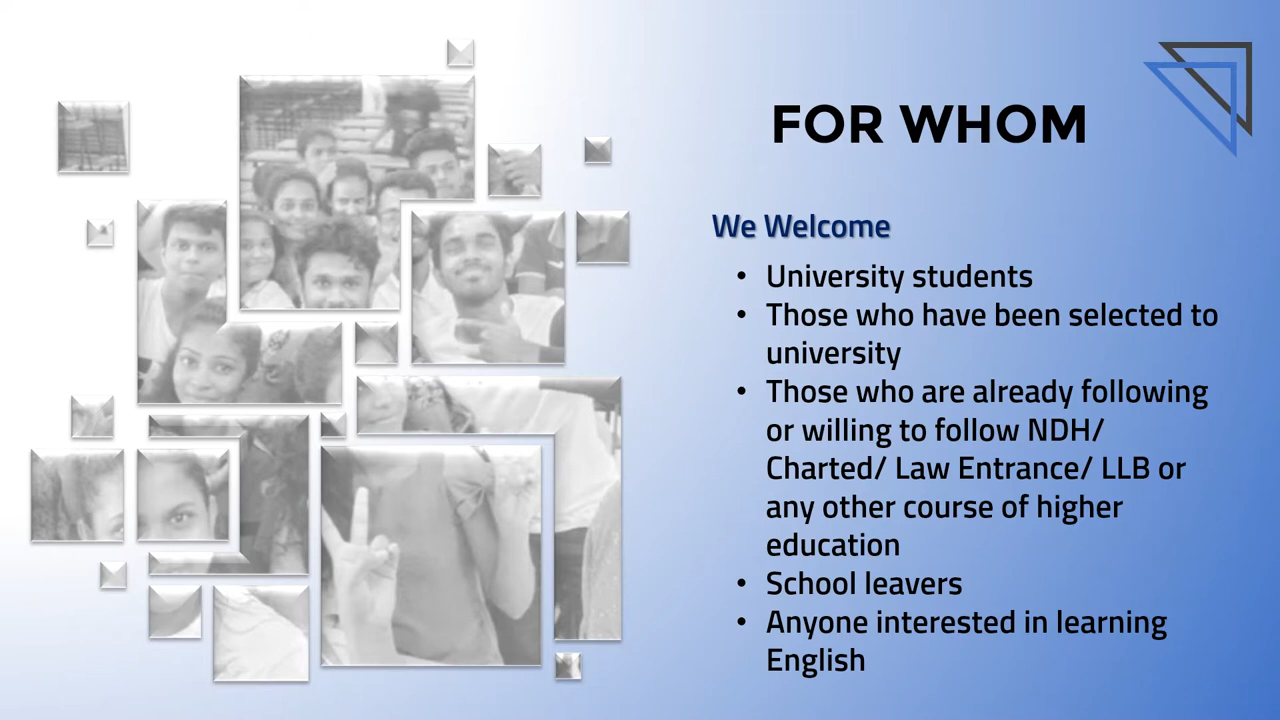 FOR WHOM
We Welcome
• University students
• Those who have been selected to
university
• Those who are already following
or willing to follow NDH/
Charted/ Law Entrance/ LLB or
any other course of higher
education
• School leavers
• Anyone interested in learning
English